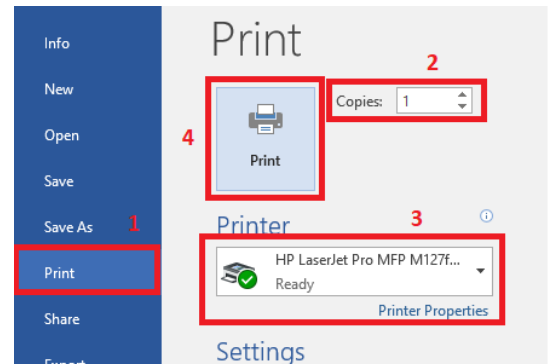 Info
New
Open
Save
Save As
1
Print
Share
Export
Print
2
Copies: 1
4
Print
Printer
3
HP LaserJet Pro MFP M127f...
Ready
Printer Properties
Settings